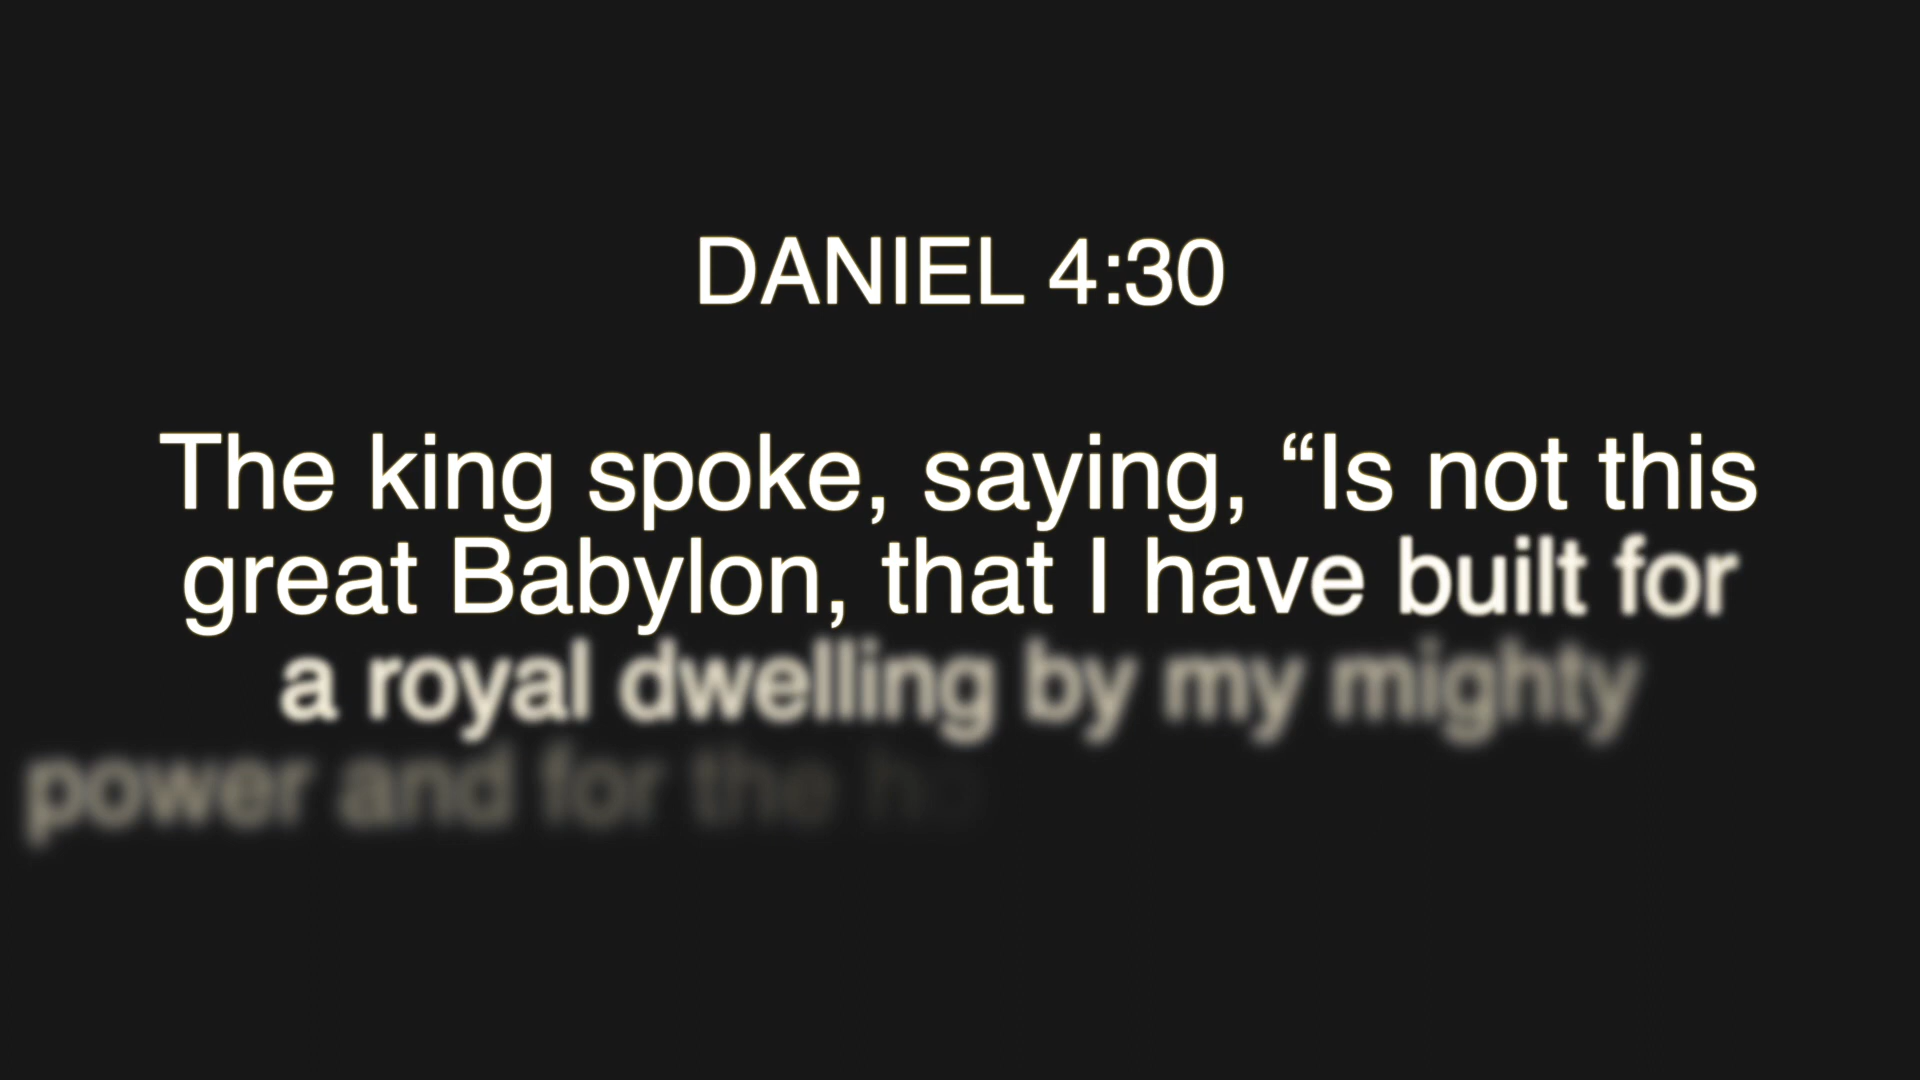 DANIEL 4:30
The king spoke, saying, “Is not this
great Babylon, that I have built for
a royal dwelling by my mighty
power and for the